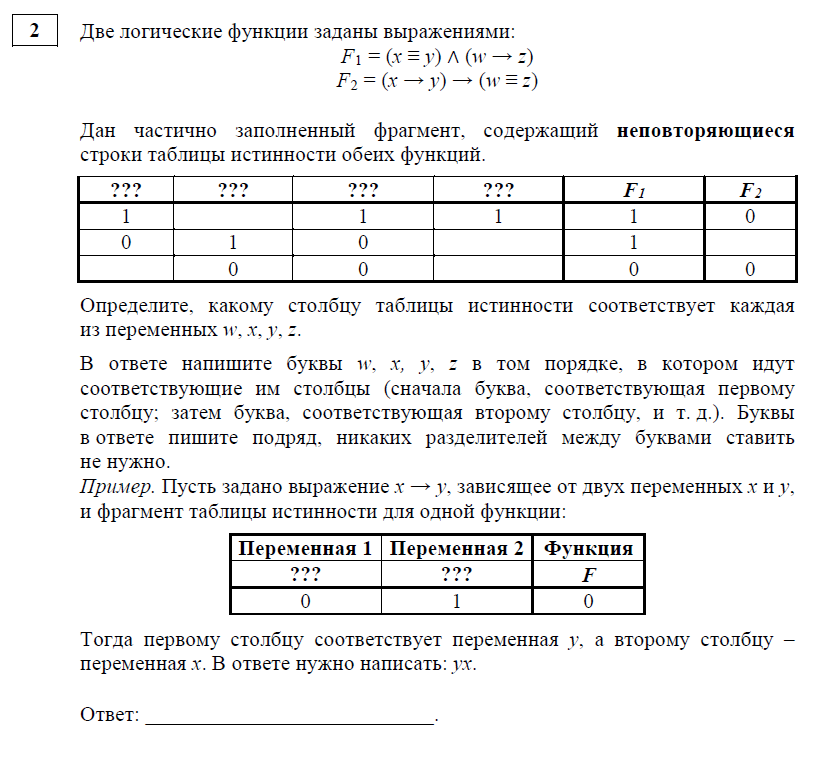 2 Две логические функции заданы выражениями:
F1 = (x ≡ y) ∧ (w → z)
F2 = (x → y) → (w ≡ z)
Дан частично заполненный фрагмент, содержащий неповторяющиеся
строки таблицы истинности обеих функций.
??? ??? ??? ??? F1 F2
1 1 1 1 0
0 1 0 1
0 0 0 0
Определите, какому столбцу таблицы истинности соответствует каждая
из переменных w, x, y, z.
В ответе напишите буквы w, x, y, z в том порядке, в котором идут
соответствующие им столбцы (сначала буква, соответствующая первому
столбцу; затем буква, соответствующая второму столбцу, и т. д.). Буквы
в ответе пишите подряд, никаких разделителей между буквами ставить
не нужно.
Пример. Пусть задано выражение x → y, зависящее от двух переменных x и y,
и фрагмент таблицы истинности для одной функции:
Переменная 1 Переменная 2 Функция
??? ??? F
0 1 0
Тогда первому столбцу соответствует переменная y, а второму столбцу –
переменная x. В ответе нужно написать: yx.
Ответ: ___________________________.